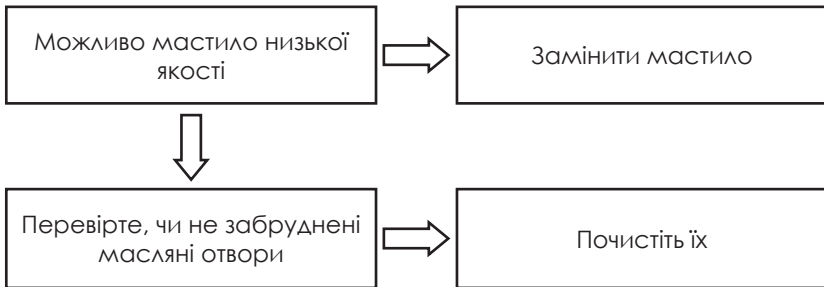 Можливо мастило низької
якості
Замінити мастило
Перевірте, чи не забруднені
масляні отвори
Почистіть їх